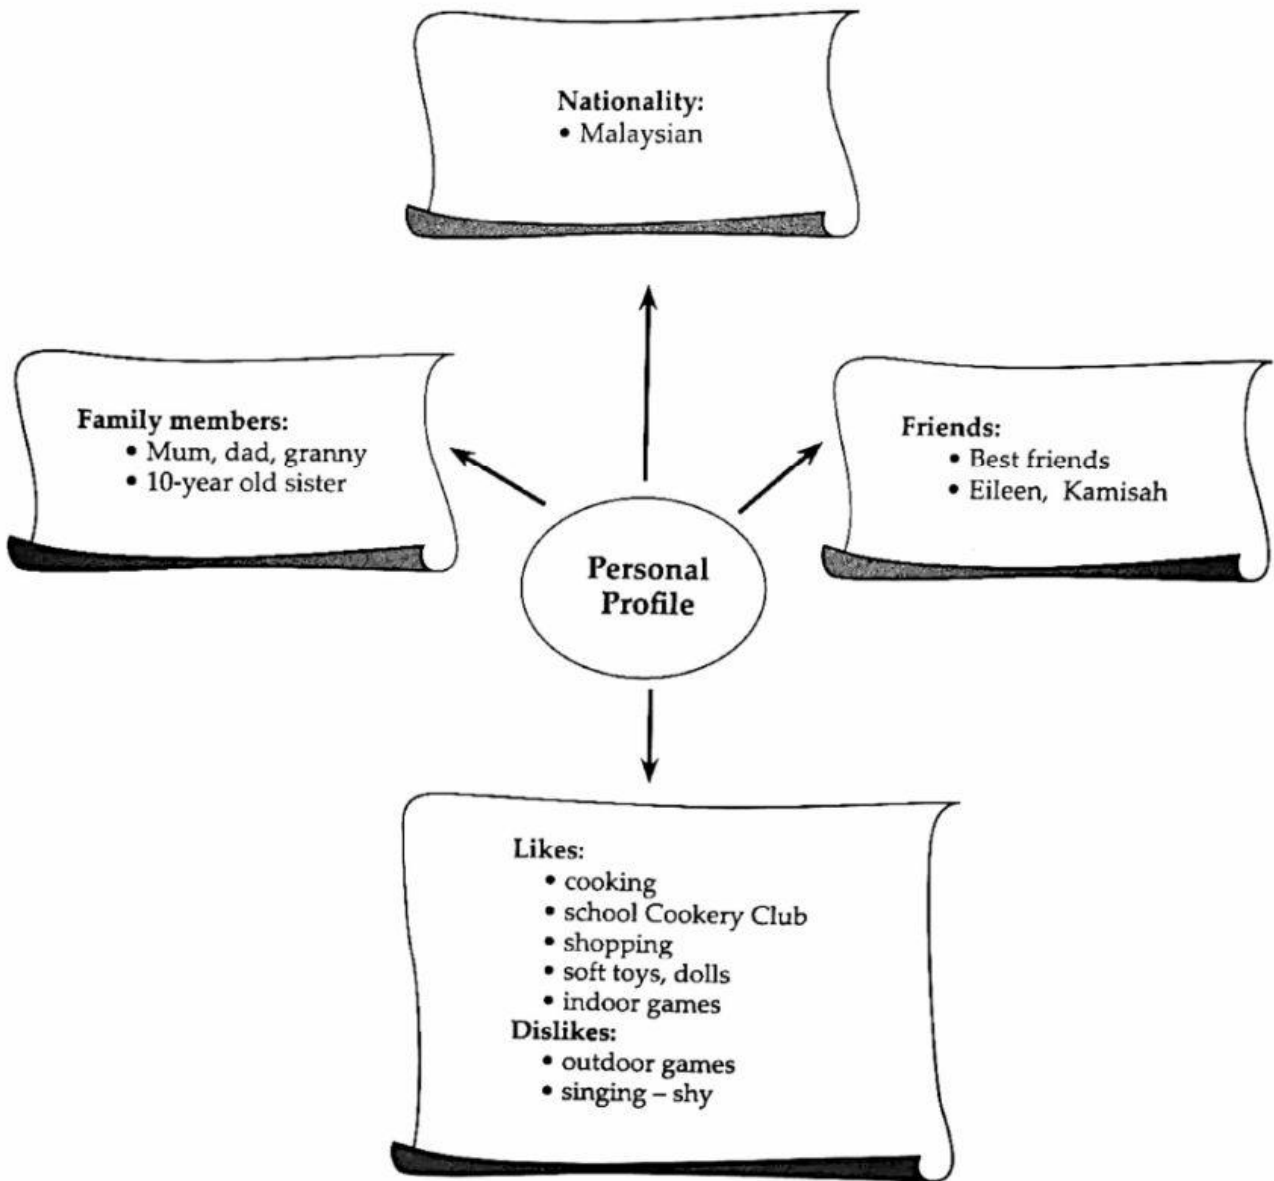 Nationality:
• Malaysian
Family members:
• Mum, dad, granny
• 10-year old sister
Friends:
• Best friends
• Eileen, Kamisah
Personal
Profile
Likes:
• cooking
• school Cookery Club
• shopping
• soft toys, dolls
• indoor games
Dislikes:
• outdoor games
• singing – shy